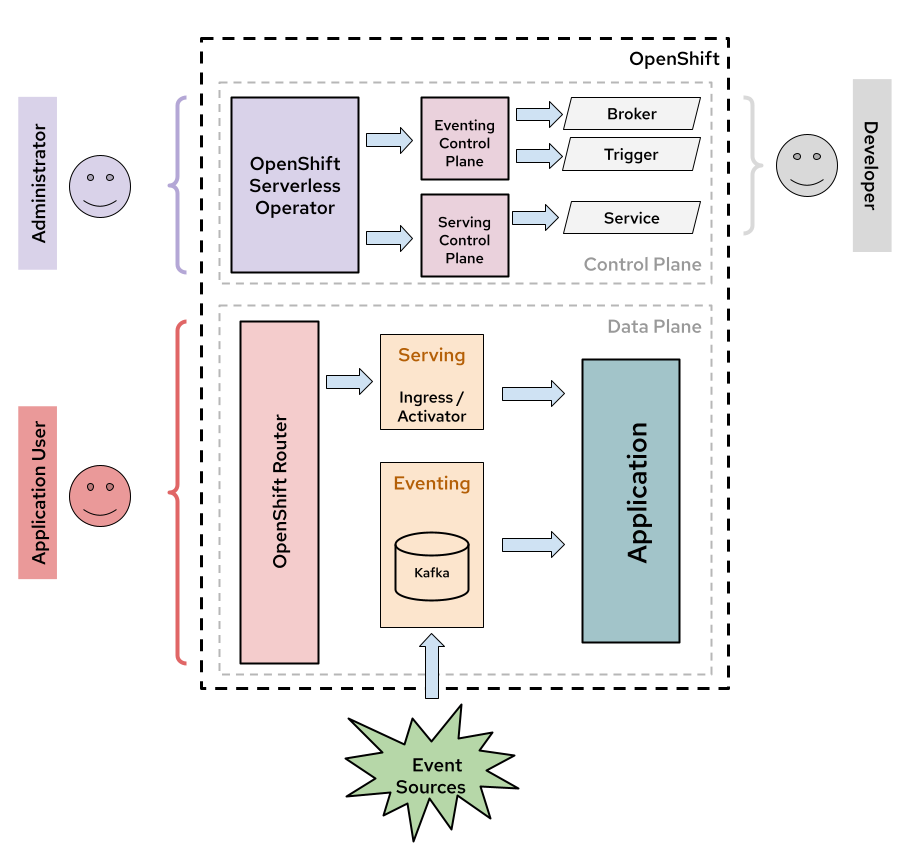 OpenShift
Administrator
OpenShift
Serverless
Operator
Eventing
Control
Plane
Serving
Control
Plane
Broker
Trigger
Service
Control Plane
Developer
Data Plane
Application User
OpenShift Router
Serving
Ingress /
Activator
Eventing
Kafka
Application
Event
Sources